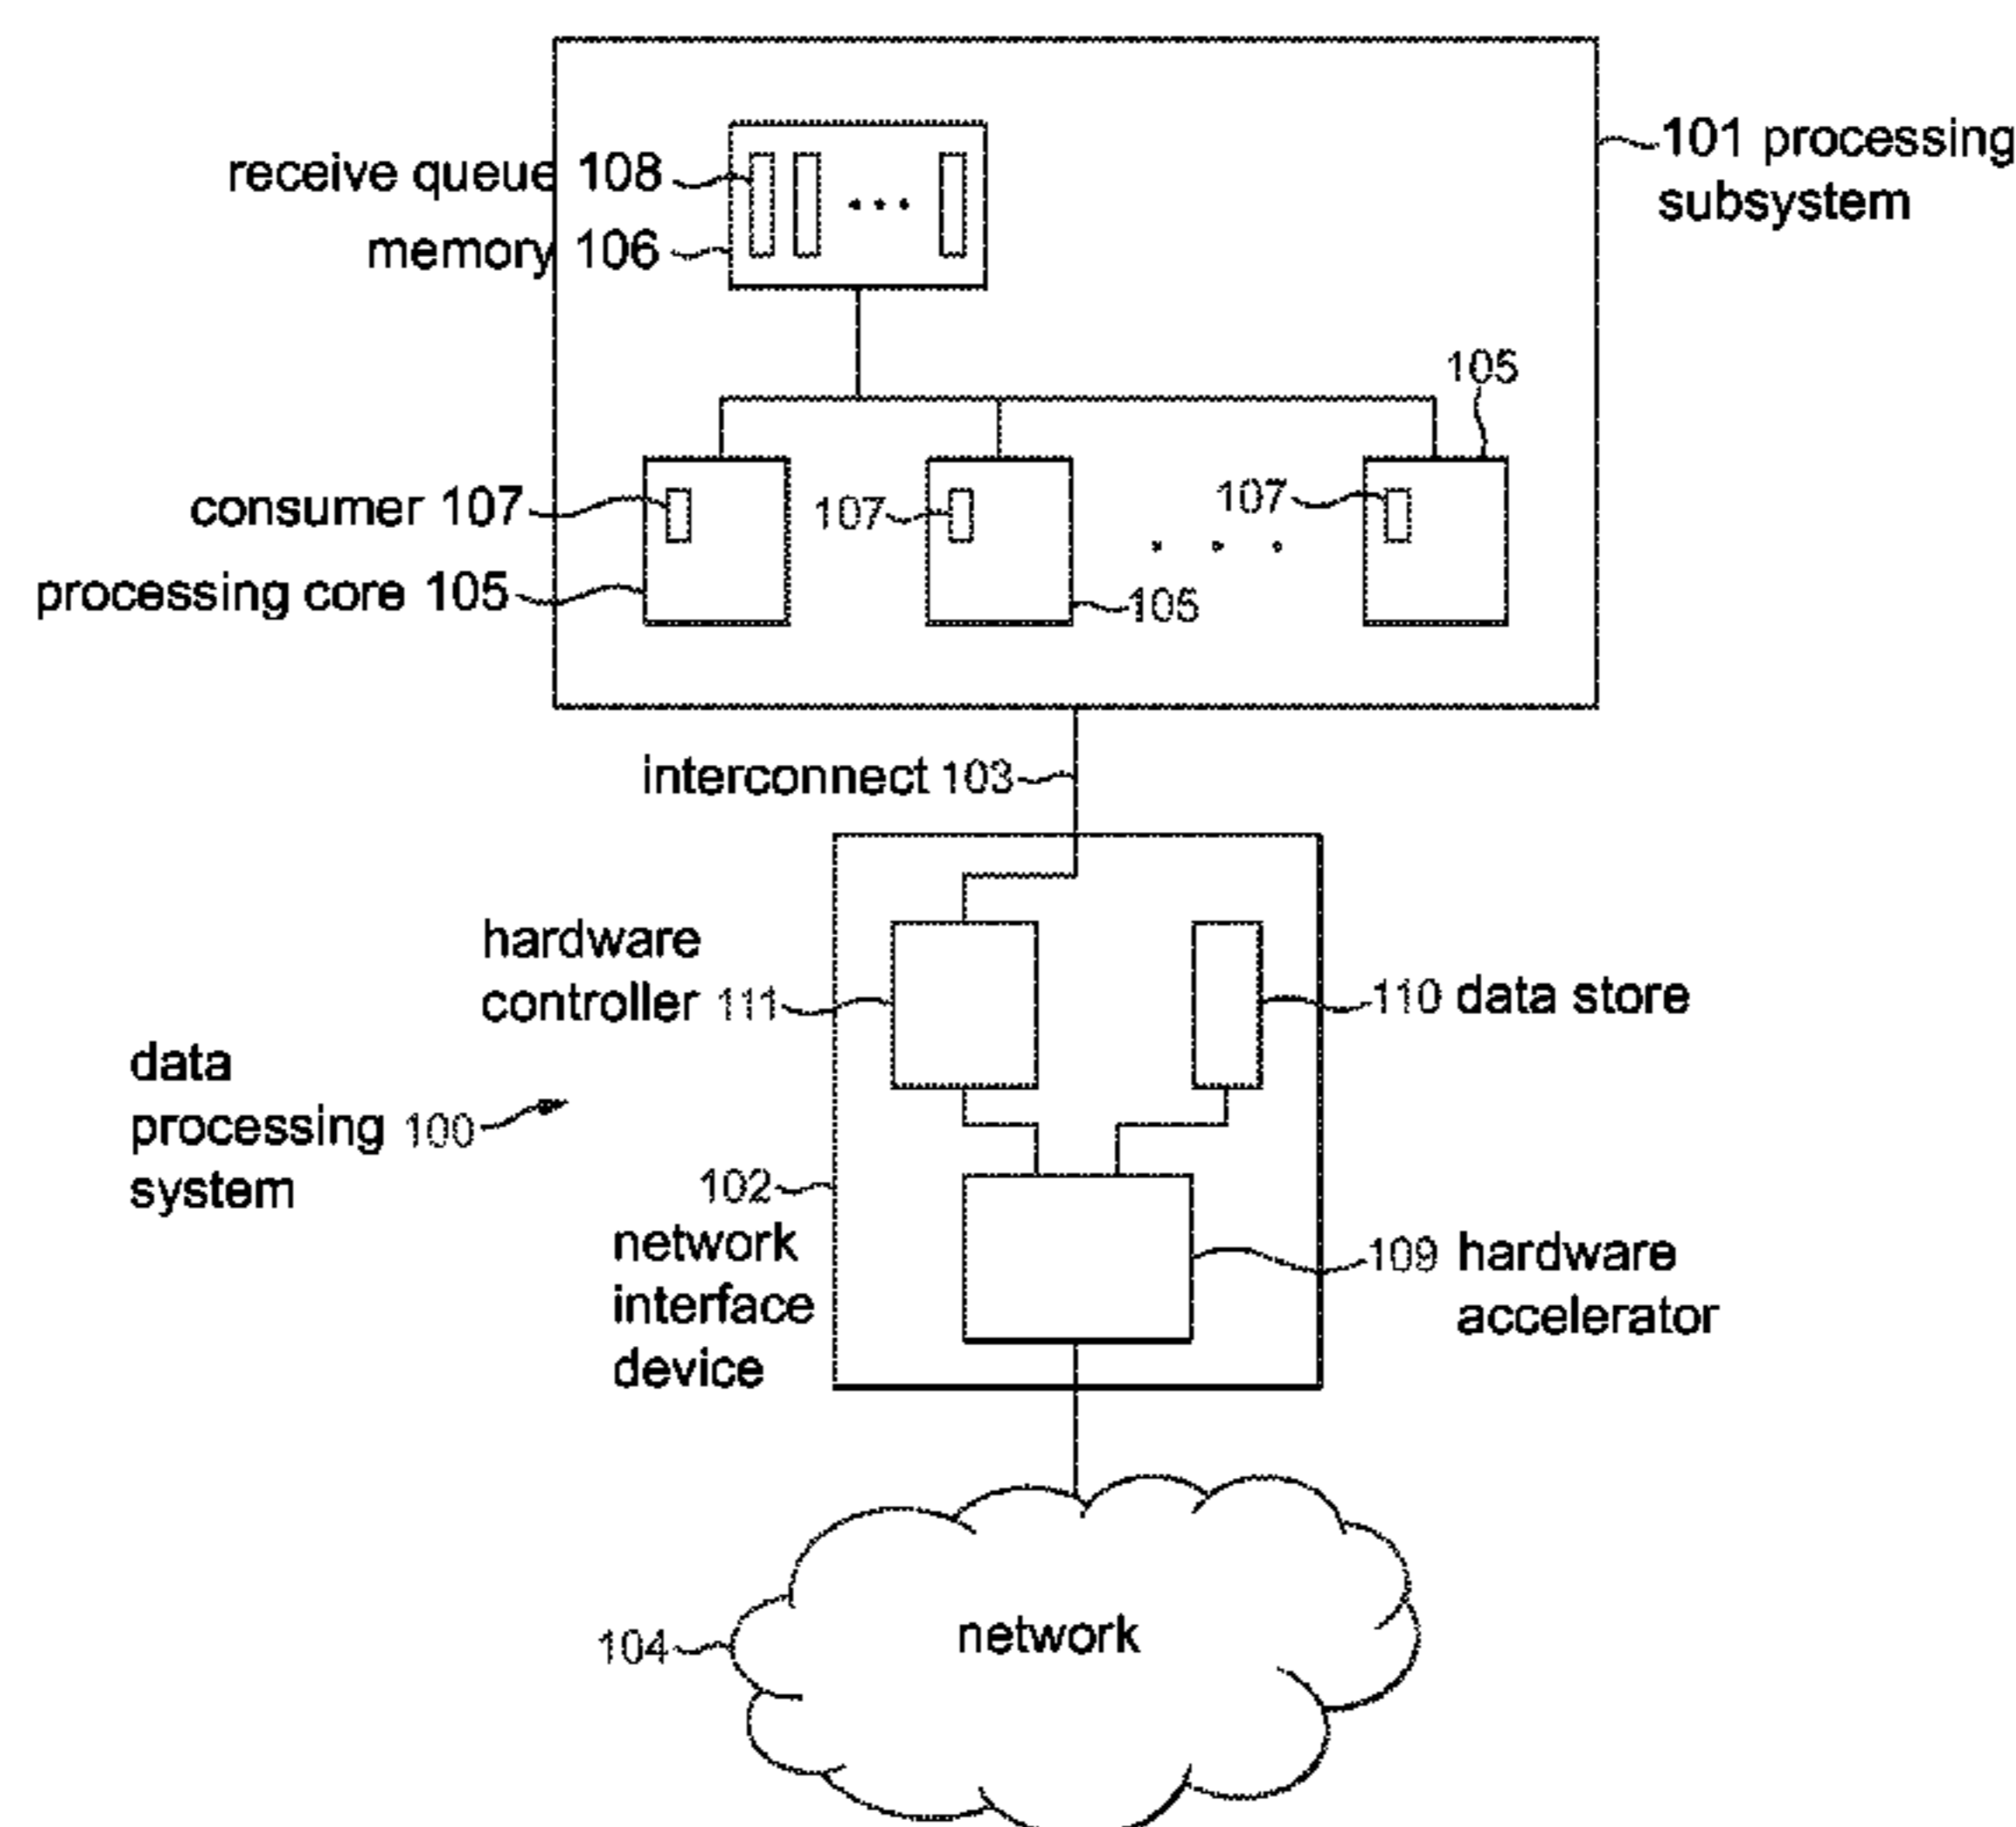 101 processing
subsystem
receive queue 108
memory 106
105
consumer 107
107
107
processing core 105
105
interconnect 103
hardware
controller 111
110 data store
data
processing 100
system
102
network
interface
device
109 hardware
accelerator
network
104